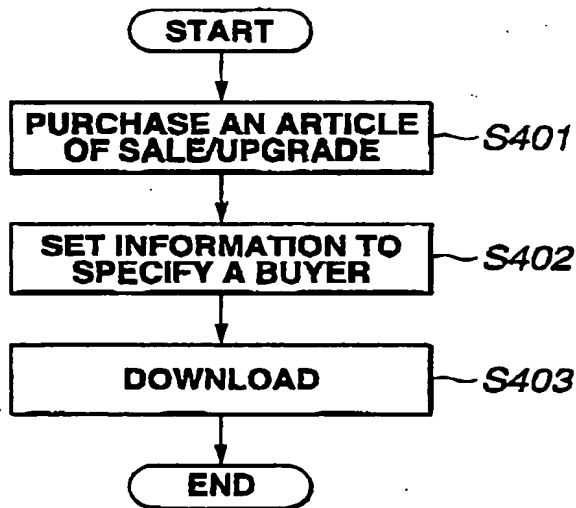 START
PURCHASE AN ARTICLE
OF SALE/UPGRADE
S401
SET INFORMATION TO
SPECIFY A BUYER
S402
DOWNLOAD
S403
END